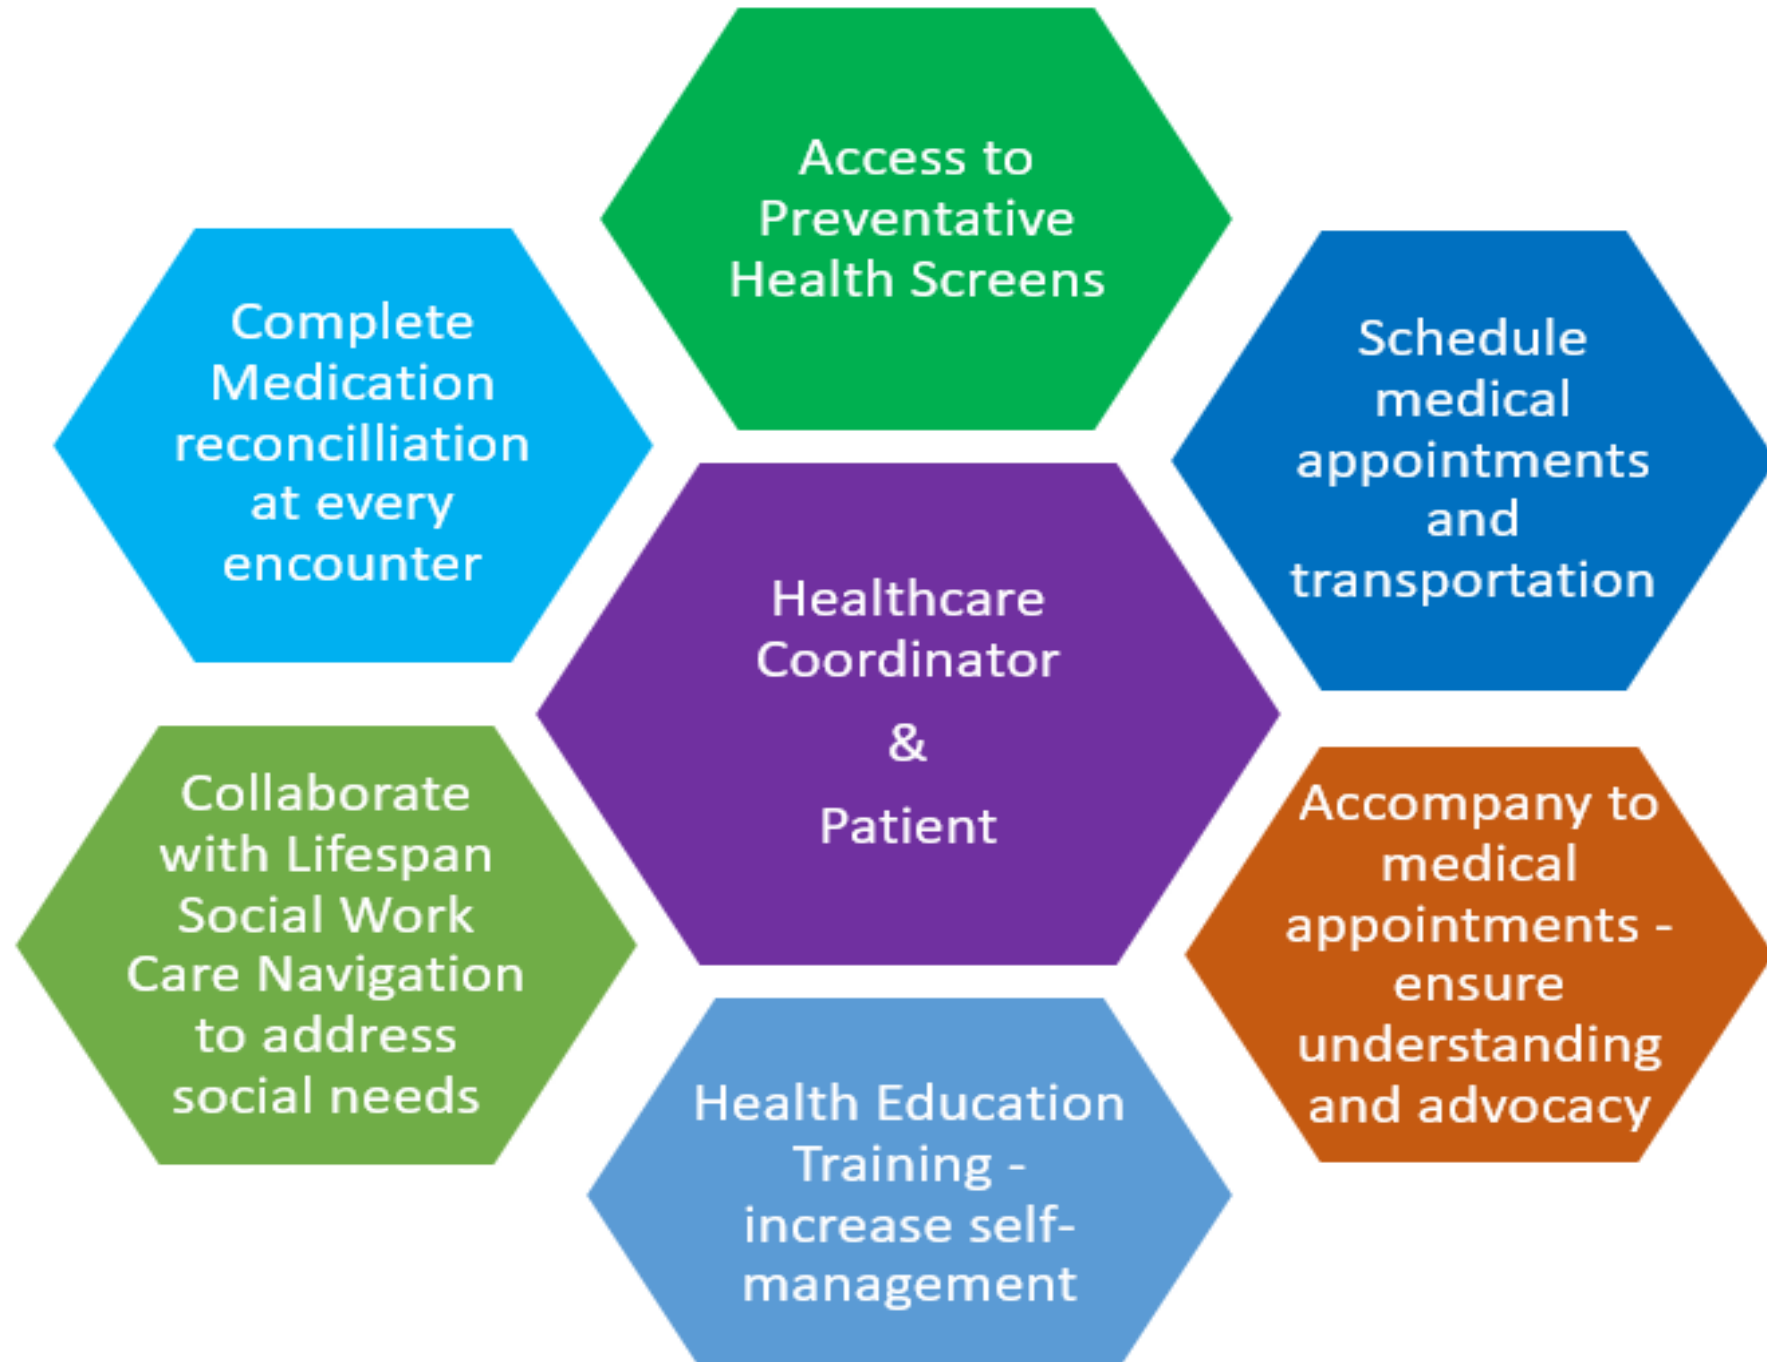 Access to
Preventative
Health Screens
Complete
Medication
reconcilliation
at every
encounter
Schedule
medical
appointments
and
transportation
Healthcare
Coordinator
&
Patient
Collaborate
with Lifespan
Social Work
Care Navigation
to address
social needs
Accompany to
medical
appointments -
ensure
understanding
and advocacy
Health Education
Training -
increase self-
management